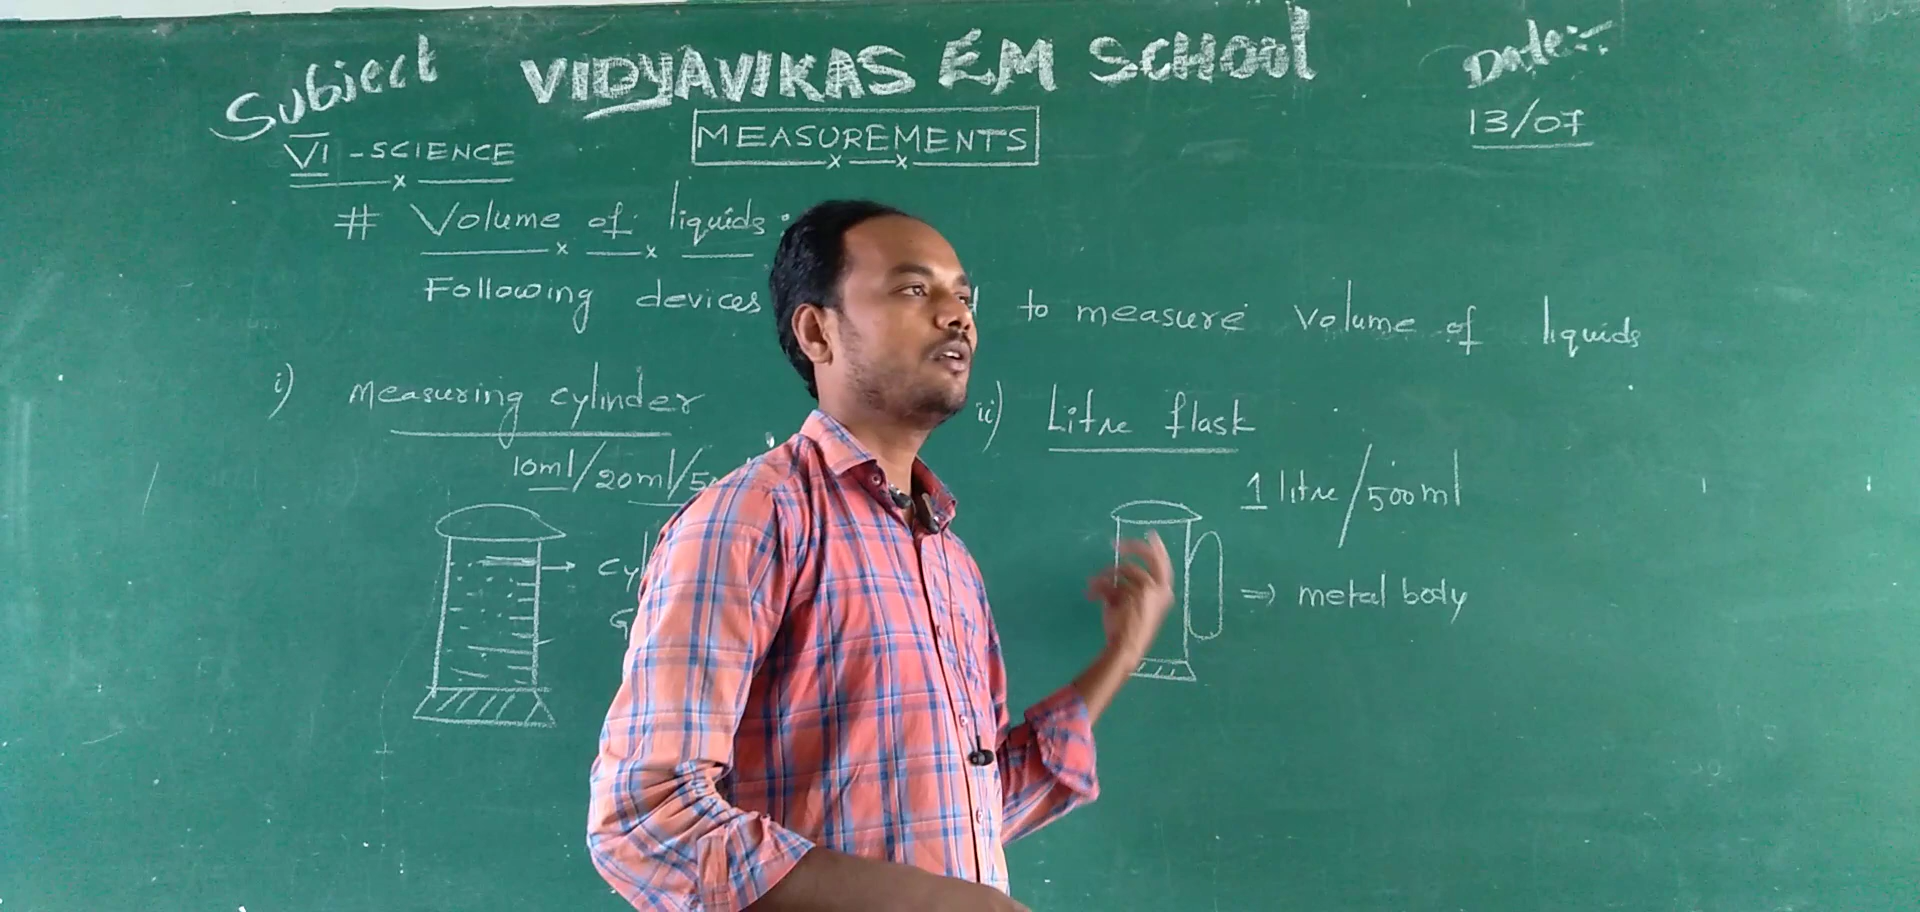 Subject VIDYAVIKAS EM SCHOOL Date:-
VI - SCIENCE MEASUREMENTS 13/07
# Volume of liquids.
Following devices to measure volume of liquids
i) Measuring cylinder ii) Litre flask
10ml/20ml/5 1 litre/500ml
⇒ metal body